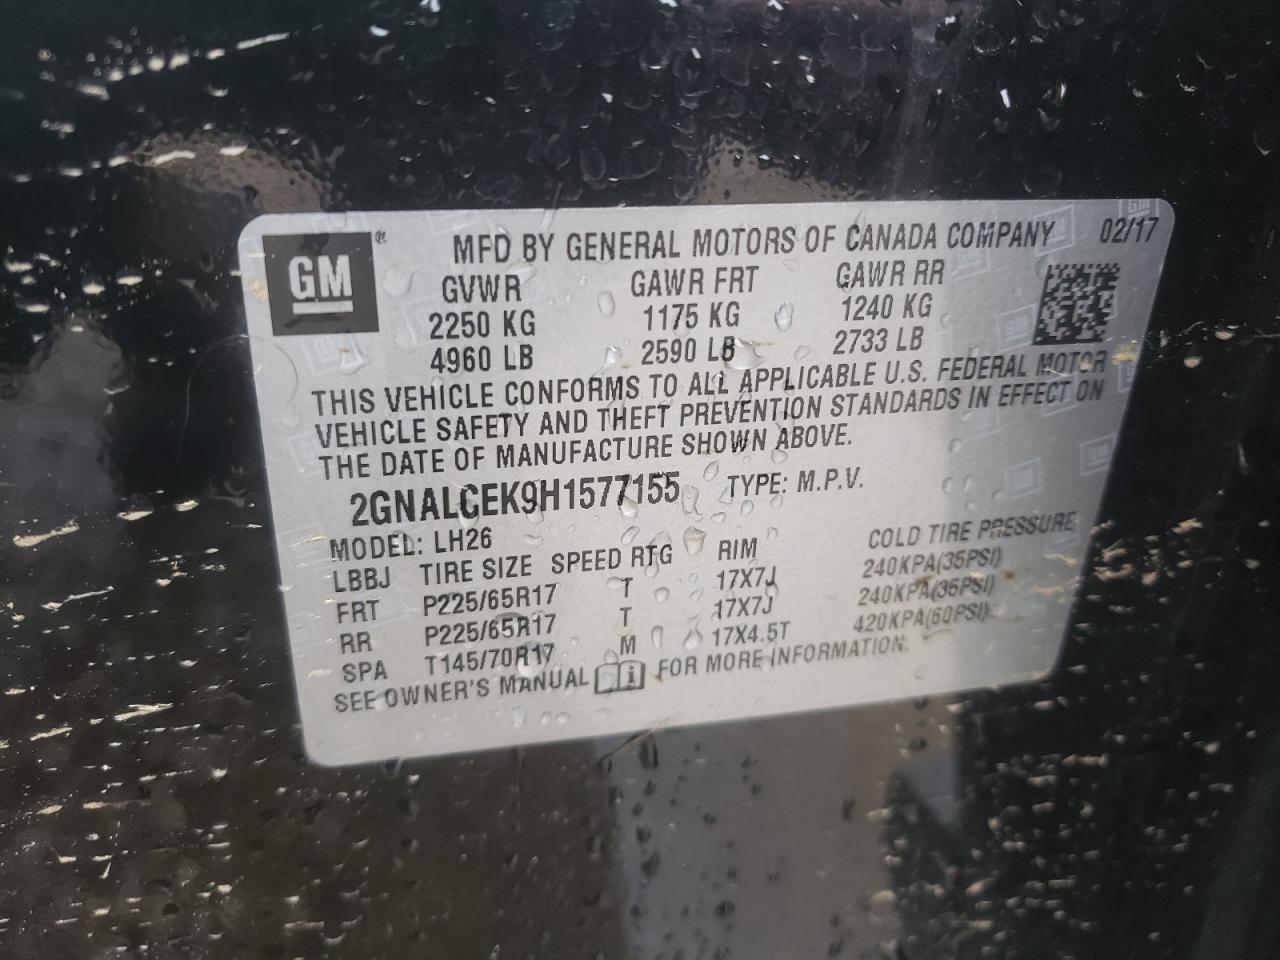 GM ® MFD BY GENERAL MOTORS OF CANADA COMPANY 02/17
GVWR GAWR FRT GAWR RR
2250 KG 1175 KG 1240 KG
4960 LB 2590 LB 2733 LB
THIS VEHICLE CONFORMS TO ALL APPLICABLE U.S. FEDERAL MOTOR
VEHICLE SAFETY AND THEFT PREVENTION STANDARDS IN EFFECT ON
THE DATE OF MANUFACTURE SHOWN ABOVE.
2GNALCEK9H1577155 TYPE: M.P.V.
MODEL: LH26
LBBJ TIRE SIZE SPEED RTG RIM COLD TIRE PRESSURE
FRT P225/65R17 T 17X7J 240KPA(35PSI)
RR P225/65R17 T 17X7J 240KPA(35PSI)
SPA T145/70R17 M 17X4.5T 420KPA(60PSI)
SEE OWNER'S MANUAL FOR MORE INFORMATION.